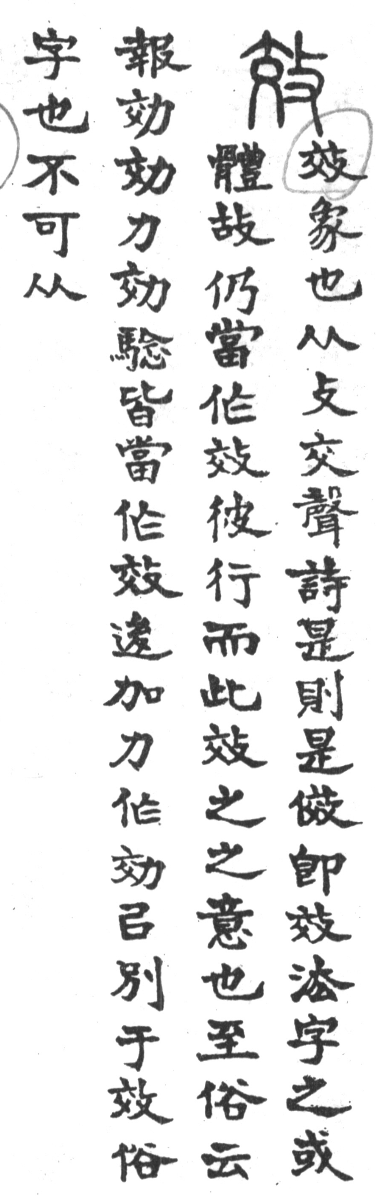 效
效象也从攴交聲詩是則是傚卽效法字之或
體故仍當作效彼行而此效之之意也至俗云
報効効力効騐皆當作效後加力作効㠯別于效俗
字也不可从